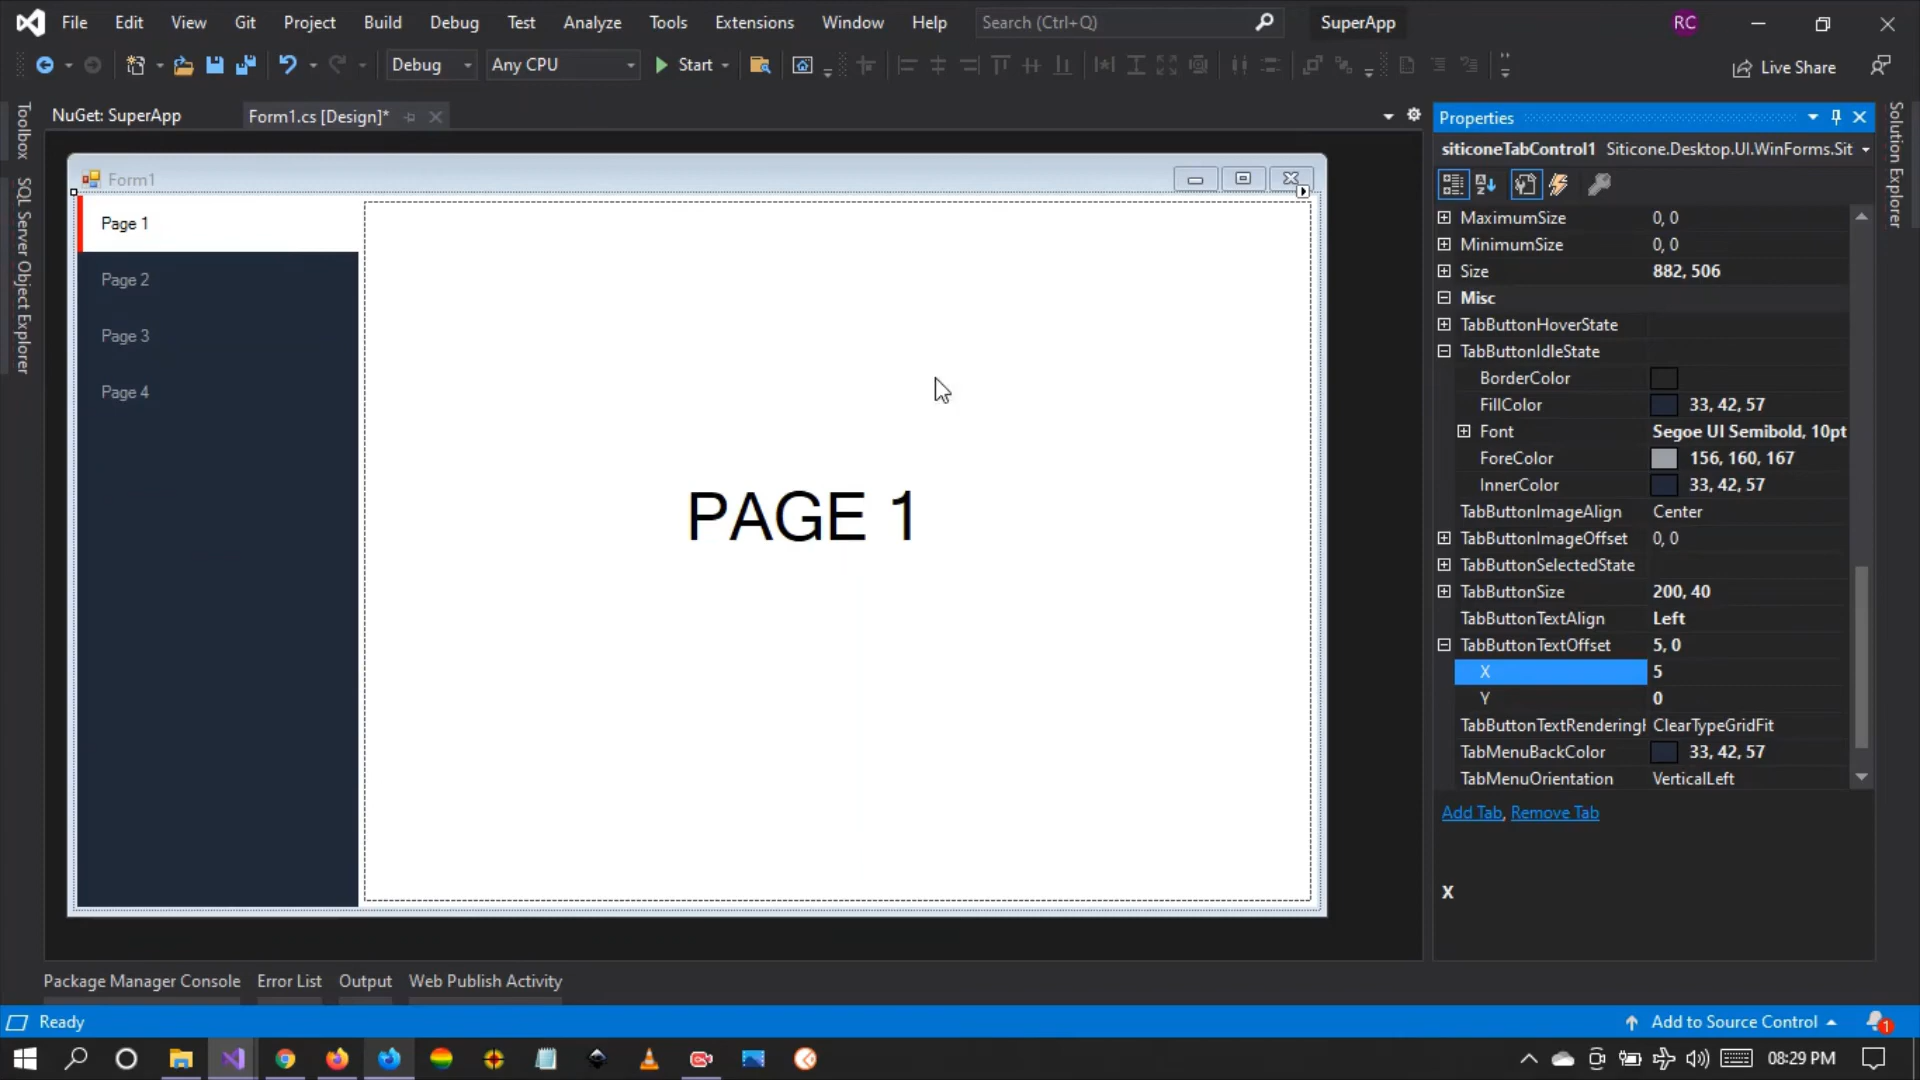 File Edit View Git Project Build Debug Test Analyze Tools Extensions Window Help Search (Ctrl+Q) SuperApp RC
Debug Any CPU Start Live Share
Toolbox
SQL Server Object Explorer
NuGet: SuperApp Form1.cs [Design]*
Form1
Page 1
Page 2
Page 3
Page 4
PAGE 1
Properties
siticoneTabControl1 Siticone.Desktop.UI.WinForms.Sit
MaximumSize 0, 0
MinimumSize 0, 0
Size 882, 506
Misc
TabButtonHoverState
TabButtonIdleState
BorderColor
FillColor 33, 42, 57
Font Segoe UI Semibold, 10pt
ForeColor 156, 160, 167
InnerColor 33, 42, 57
TabButtonImageAlign Center
TabButtonImageOffset 0, 0
TabButtonSelectedState
TabButtonSize 200, 40
TabButtonTextAlign Left
TabButtonTextOffset 5, 0
X 5
Y 0
TabButtonTextRenderingH ClearTypeGridFit
TabMenuBackColor 33, 42, 57
TabMenuOrientation VerticalLeft
Add Tab, Remove Tab
X
Solution Explorer
Package Manager Console Error List Output Web Publish Activity
Ready Add to Source Control 1
08:29 PM